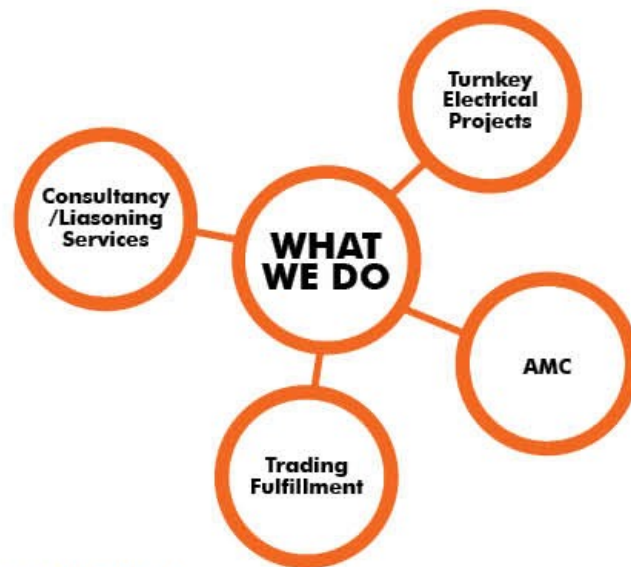 Turnkey
Electrical
Projects
Consultancy
/Liasoning
Services
WHAT
WE DO
AMC
Trading
Fulfillment